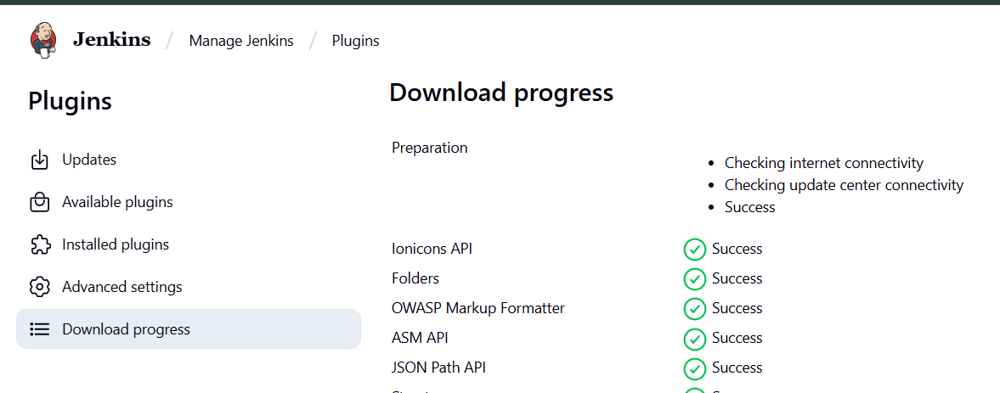 Jenkins / Manage Jenkins / Plugins
Plugins
Updates
Available plugins
Installed plugins
Advanced settings
Download progress
Download progress
Preparation
• Checking internet connectivity
• Checking update center connectivity
• Success
Ionicons API Success
Folders Success
OWASP Markup Formatter Success
ASM API Success
JSON Path API Success